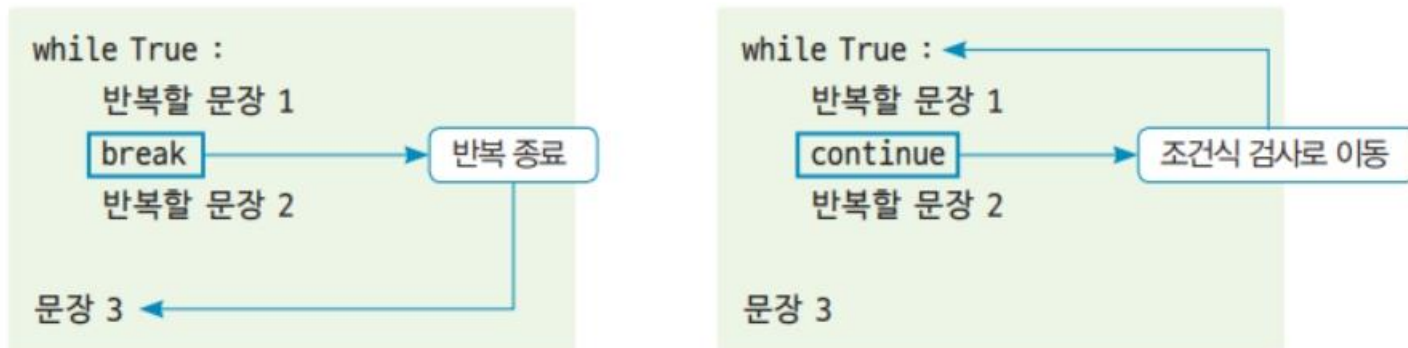 while True :
반복할 문장 1
break
반복 종료
반복할 문장 2
문장 3
while True :
반복할 문장 1
continue
조건식 검사로 이동
반복할 문장 2
문장 3